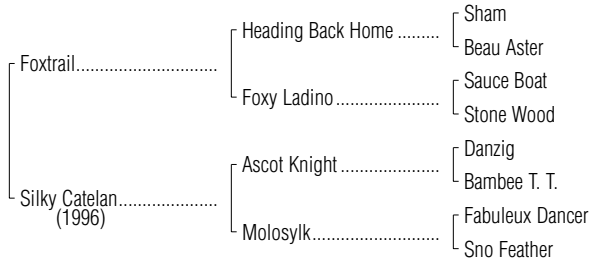 Sham
Heading Back Home .........
Beau Aster
Foxtrail..............................
Sauce Boat
Foxy Ladino ......................
Stone Wood
Danzig
Ascot Knight .....................
Bambee T. T.
Silky Catelan.....................
(1996)
Fabuleux Dancer
Molosylk...........................
Sno Feather